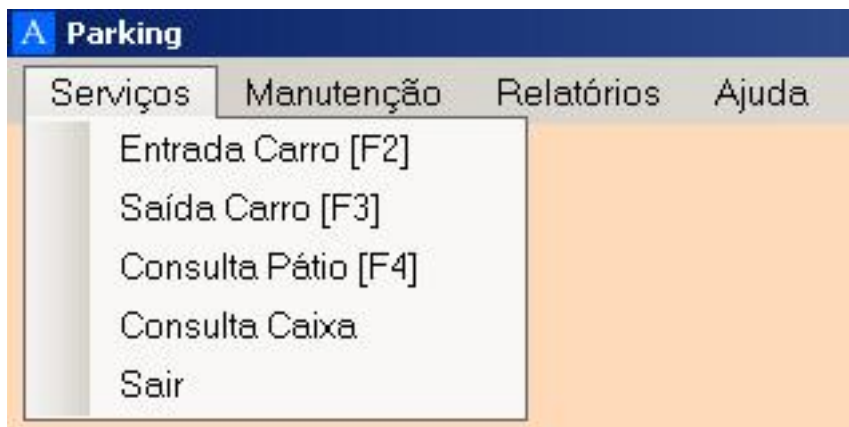 A Parking
Serviços Manutenção Relatórios Ajuda
Entrada Carro [F2]
Saída Carro [F3]
Consulta Pátio [F4]
Consulta Caixa
Sair